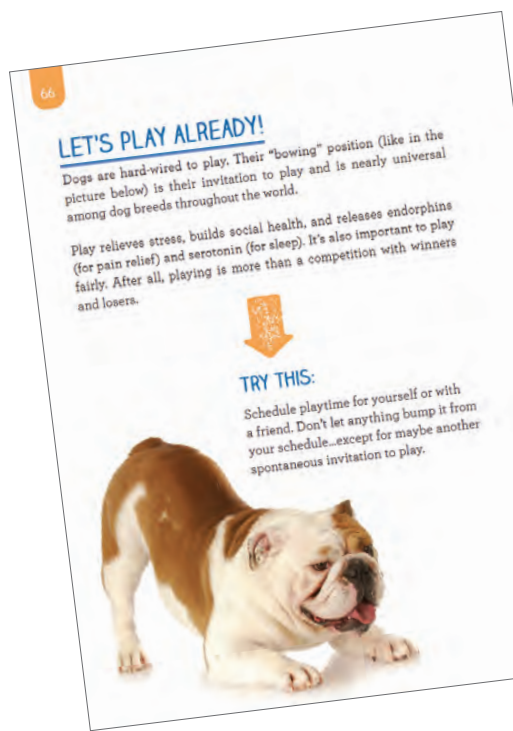 66
LET'S PLAY ALREADY!
Dogs are hard-wired to play. Their “bowing” position (like in the
picture below) is their invitation to play and is nearly universal
among dog breeds throughout the world.
Play relieves stress, builds social health, and releases endorphins
(for pain relief) and serotonin (for sleep). It's also important to play
fairly. After all, playing is more than a competition with winners
and losers.
TRY THIS:
Schedule playtime for yourself or with
a friend. Don't let anything bump it from
your schedule...except for maybe another
spontaneous invitation to play.